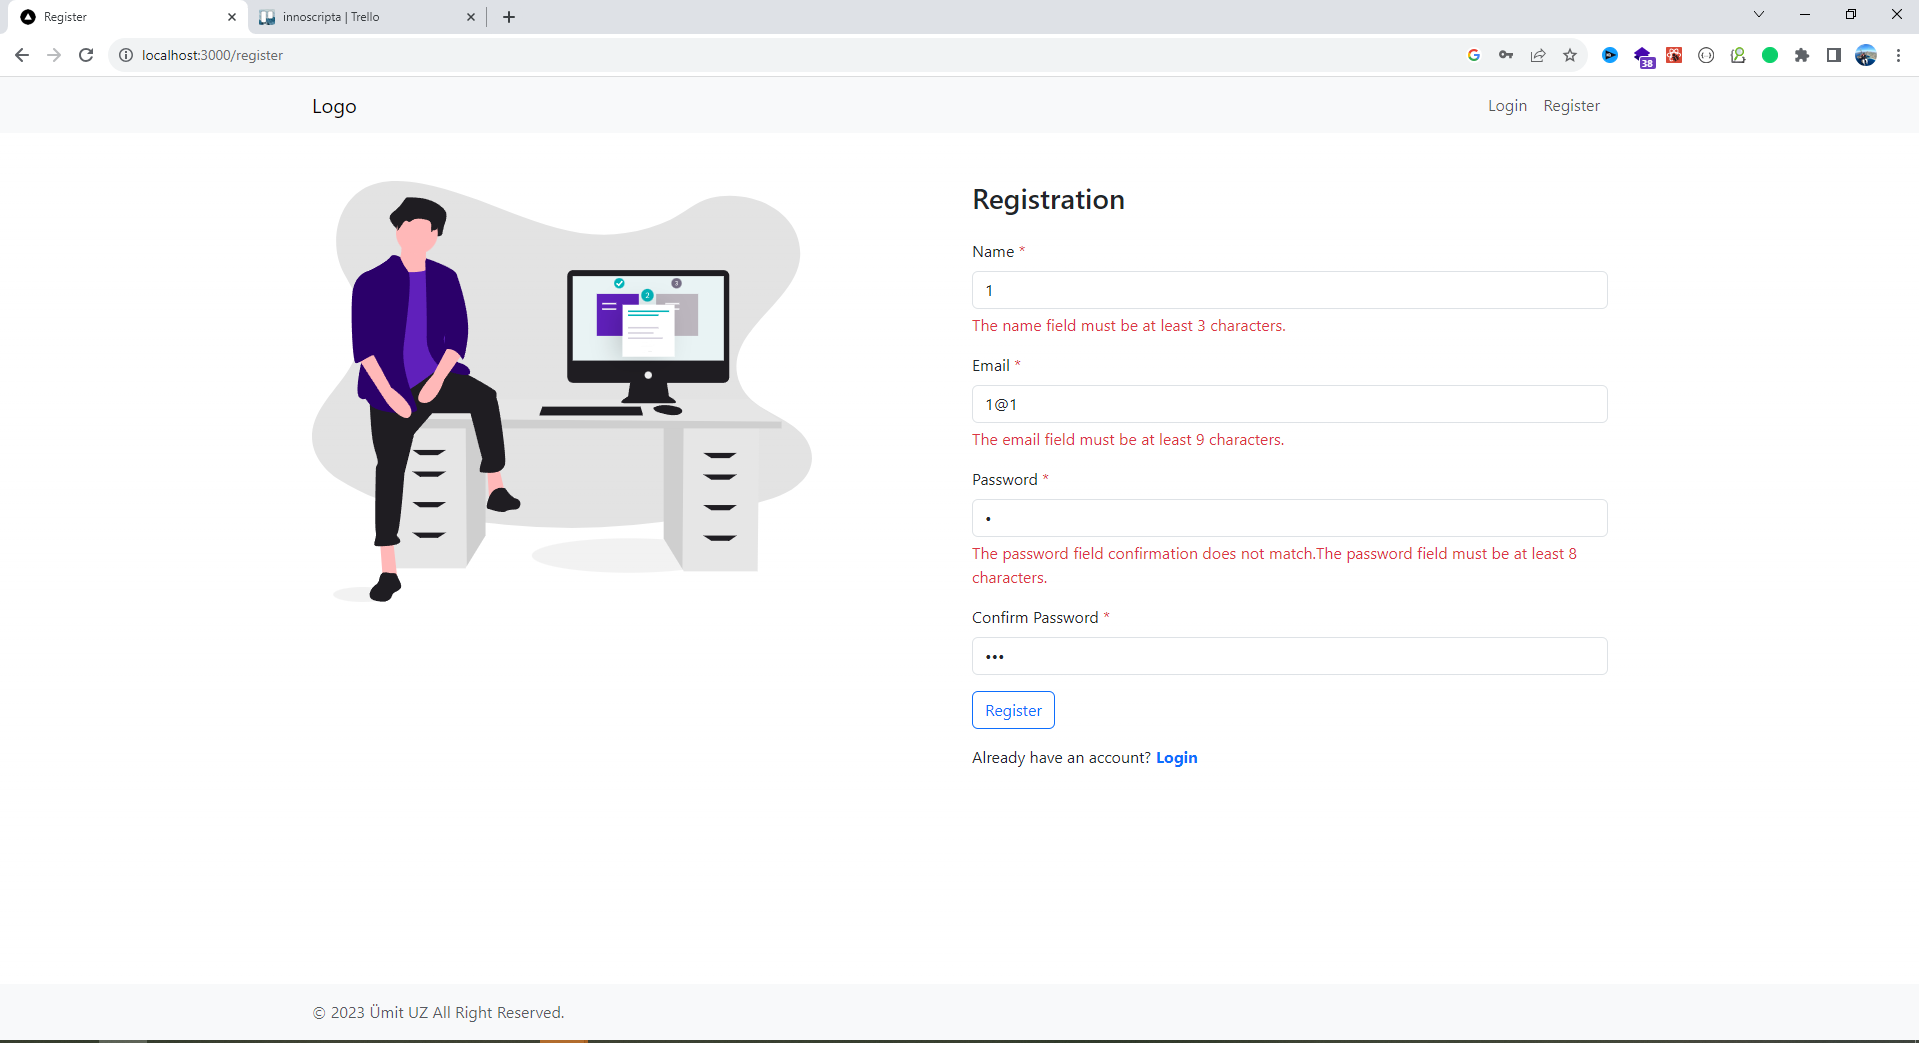 Register
innoscripta | Trello
localhost:3000/register
38
Logo
Login
Register
3
2
Registration
Name *
1
The name field must be at least 3 characters.
Email *
1@1
The email field must be at least 9 characters.
Password *
•
The password field confirmation does not match.The password field must be at least 8
characters.
Confirm Password *
•••
Register
Already have an account? Login
© 2023 Ümit UZ All Right Reserved.